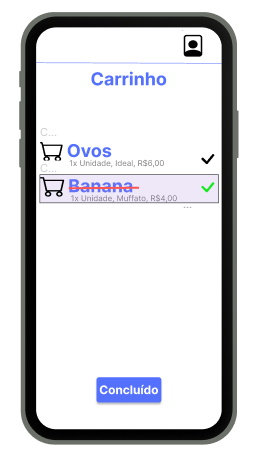 Carrinho
C...
Ovos
1x Unidade, Ideal, R$6,00
C...
Banana
1x Unidade, Muffato, R$4,00
...
Concluído